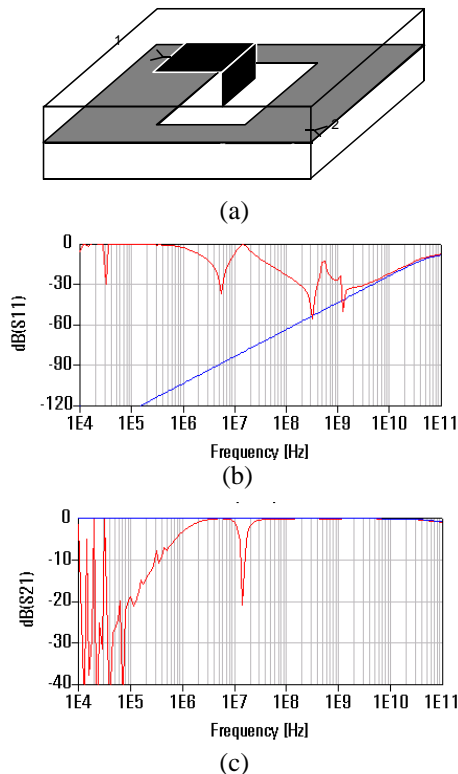 1
2
(a)
0
-30
-60
-90
-120
dB(S11)
1E4 1E5 1E6 1E7 1E8 1E9 1E10 1E11
Frequency [Hz]
(b)
0
-10
-20
-30
-40
dB(S21)
1E4 1E5 1E6 1E7 1E8 1E9 1E10 1E11
Frequency [Hz]
(c)